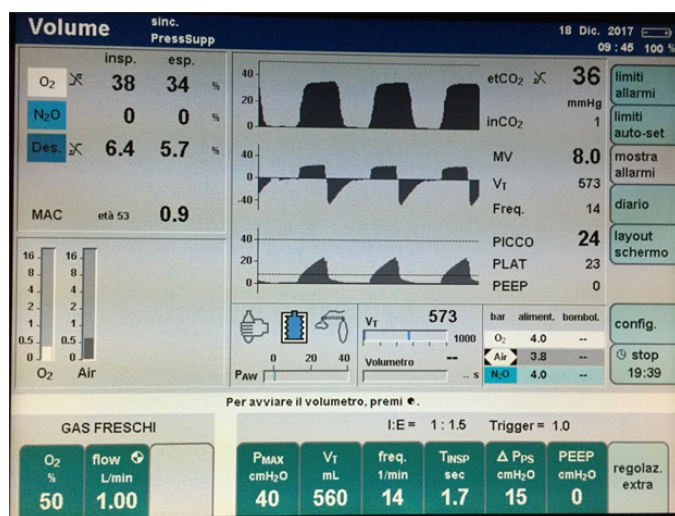 Volume sinc. PressSupp
18 Dic. 2017
09:45 100 %
insp. esp.
O2 38 34 %
N2O 0 0 %
Des. 6.4 5.7 %
MAC età 53 0.9
16 16
8 8
4 4
2 2
1 1
0.5 0.5
0 0
O2 Air
40
20
0
40
0
-40
40
20
0
etCO2 36
mmHg
inCO2 1
MV 8.0
VT 573
Freq. 14
PICCO 24
PLAT 23
PEEP 0
limiti allarmi
limiti auto-set
mostra allarmi
diario
layout schermo
config.
stop
19:39
VT 573
1000
0 20 40
PAW
Volumetro --
-- s
bar aliment. bombol.
O2 4.0 --
Air 3.8 --
N2O 4.0 --
Per avviare il volumetro, premi
GAS FRESCHI
I:E = 1 : 1.5 Trigger = 1.0
O2 % 50
flow L/min 1.00
PMAX cmH2O 40
VT mL 560
freq. 1/min 14
TINSP sec 1.7
Δ PPS cmH2O 15
PEEP cmH2O 0
regolaz. extra